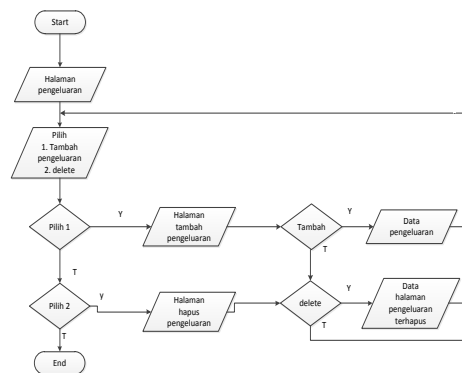 Start
Halaman
pengeluaran
Pilih
1. Tambah
pengeluaran
2. delete
Pilih 1
Y
Halaman
tambah
pengeluaran
Tambah
Y
Data
pengeluaran
T
T
Pilih 2
y
Halaman
hapus
pengeluaran
delete
Y
Data
halaman
pengeluaran
terhapus
T
T
End